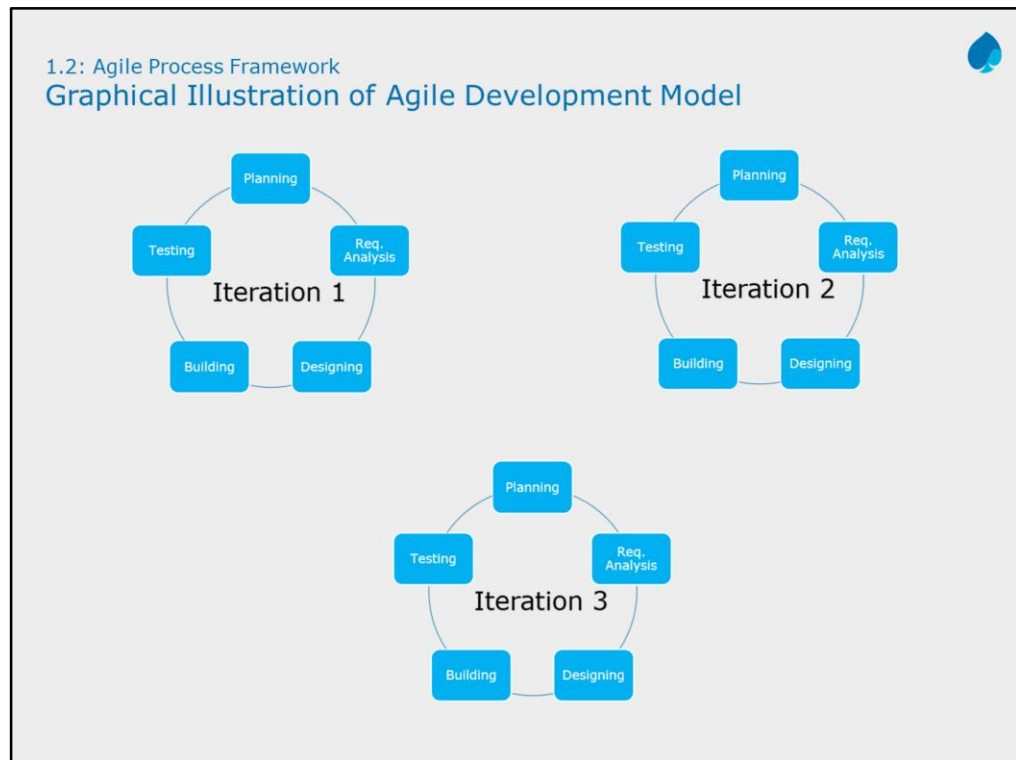 1.2: Agile Process Framework
Graphical Illustration of Agile Development Model
Planning
Testing
Req.
Analysis
Iteration 1
Building
Designing
Planning
Testing
Req.
Analysis
Iteration 2
Building
Designing
Planning
Testing
Req.
Analysis
Iteration 3
Building
Designing